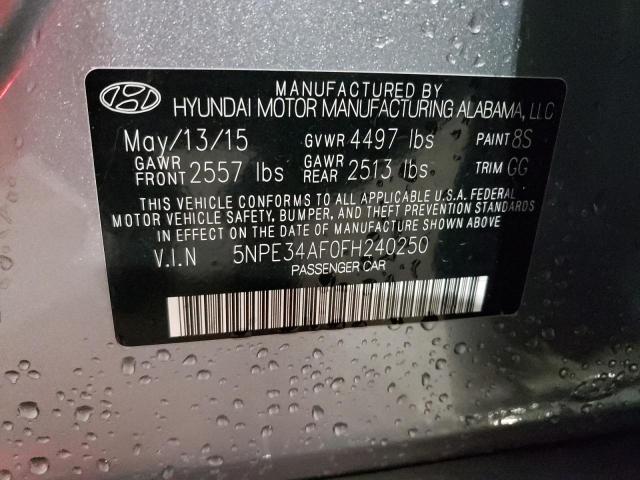 MANUFACTURED BY
HYUNDAI MOTOR MANUFACTURING ALABAMA, LLC
May/13/15 GVWR 4497 lbs PAINT 8S
GAWR FRONT 2557 lbs GAWR REAR 2513 lbs TRIM GG
THIS VEHICLE CONFORMS TO ALL APPLICABLE U.S.A. FEDERAL
MOTOR VEHICLE SAFETY, BUMPER, AND THEFT PREVENTION STANDARDS
IN EFFECT ON THE DATE OF MANUFACTURE SHOWN ABOVE.
V.I.N 5NPE34AF0FH240250
PASSENGER CAR